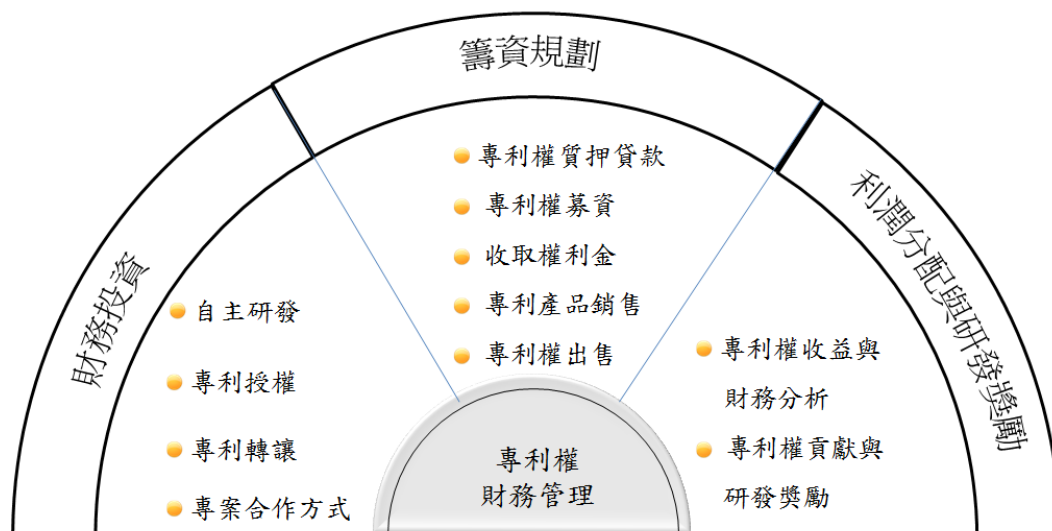 籌資規劃
專利權質押貸款
專利權募資
收取權利金
專利產品銷售
專利權出售
財務投資
自主研發
專利授權
專利轉讓
專案合作方式
利潤分配與研發獎勵
專利權收益與
財務分析
專利權貢獻與
研發獎勵
專利權
財務管理